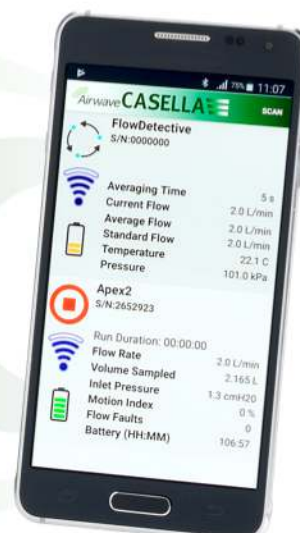 75% 11:07
Airwave CASELLA SCAN
FlowDetective
S/N:0000000
Averaging Time 5 s
Current Flow 2.0 L/min
Average Flow 2.0 L/min
Standard Flow 2.0 L/min
Temperature 22.1 C
Pressure 101.0 kPa
Apex2
S/N:2652923
Run Duration: 00:00:00
Flow Rate 2.0 L/min
Volume Sampled 2.165 L
Inlet Pressure 1.3 cmH20
Motion Index 0 %
Flow Faults 0
Battery (HH:MM) 106:57